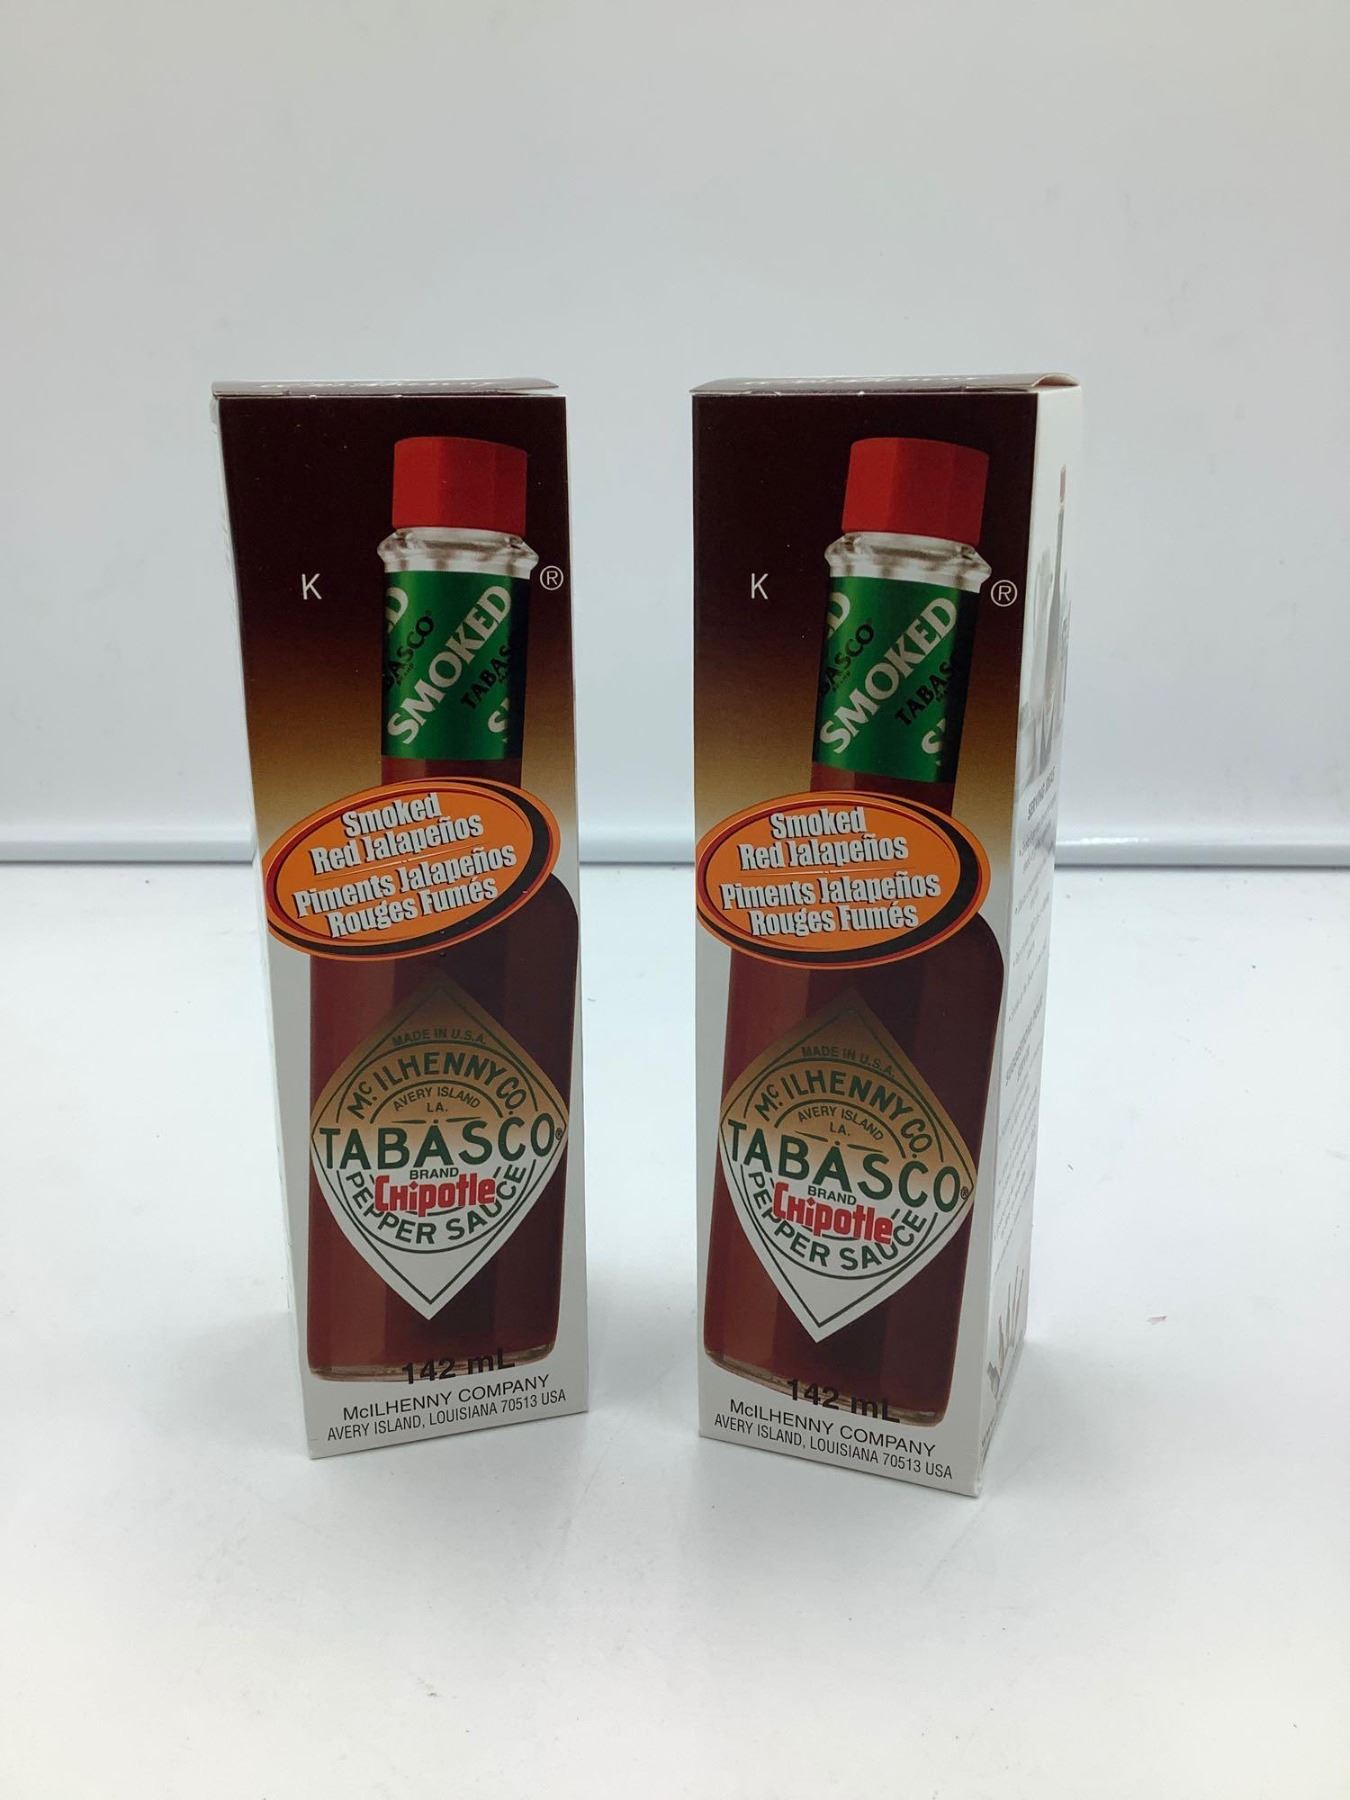 K
®
D
SMOKED
TABASCO
Smoked
Red Jalapeños
Piments Jalapeños
Rouges Fumés
MADE IN U.S.A.
McILHENNY CO.
AVERY ISLAND
LA.
TABASCO®
BRAND
CHipotle
PEPPER SAUCE
142 mL
McILHENNY COMPANY
AVERY ISLAND, LOUISIANA 70513 USA
K
®
D
SMOKED
TABASCO
Smoked
Red Jalapeños
Piments Jalapeños
Rouges Fumés
MADE IN U.S.A.
McILHENNY CO.
AVERY ISLAND
LA.
TABASCO®
BRAND
CHipotle
PEPPER SAUCE
142 mL
McILHENNY COMPANY
AVERY ISLAND, LOUISIANA 70513 USA
SERVING IDEAS